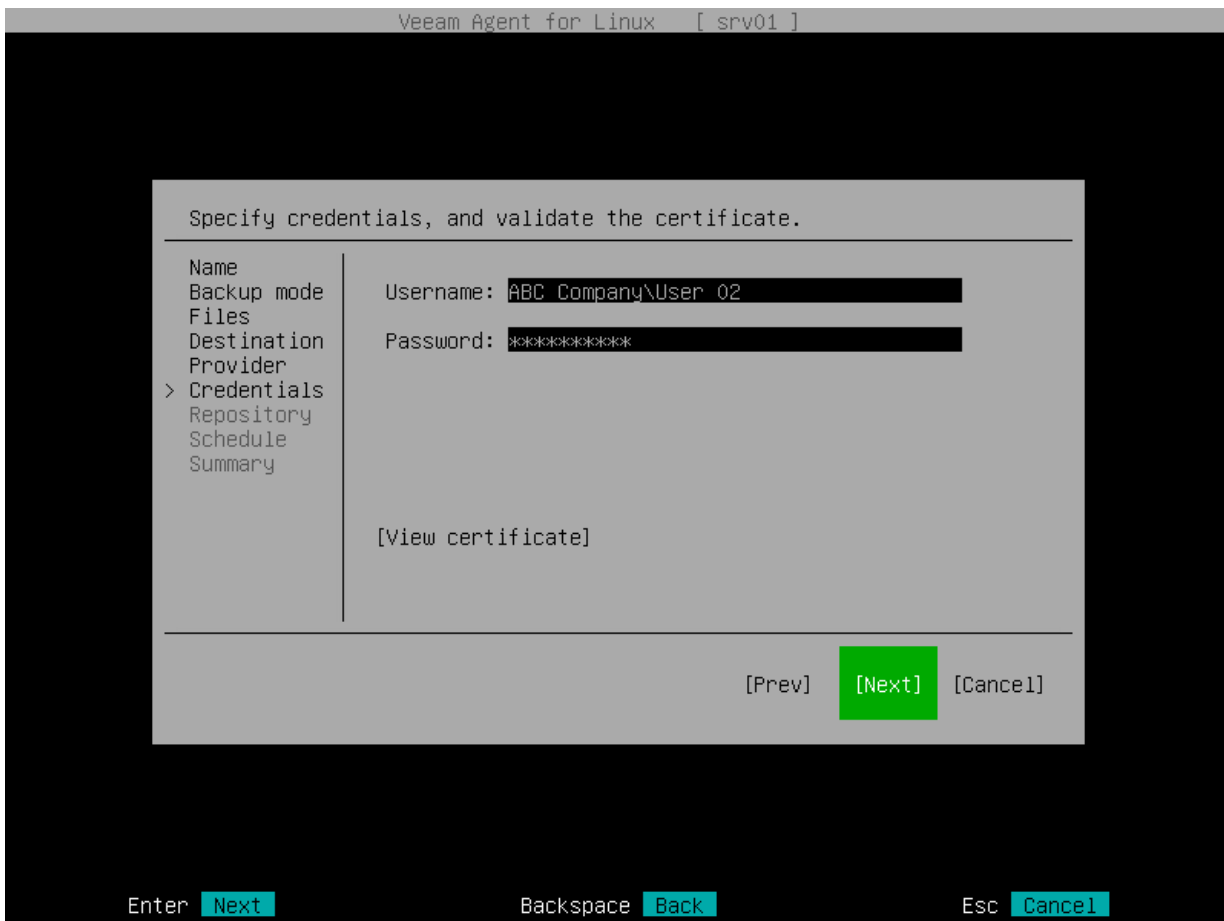 Veeam Agent for Linux [ srv01 ]
Specify credentials, and validate the certificate.
Name
Backup mode
Files
Destination
Provider
> Credentials
Repository
Schedule
Summary
Username: ABC Company\User 02
Password: **********
[View certificate]
[Prev] [Next] [Cancel]
Enter Next Backspace Back Esc Cancel